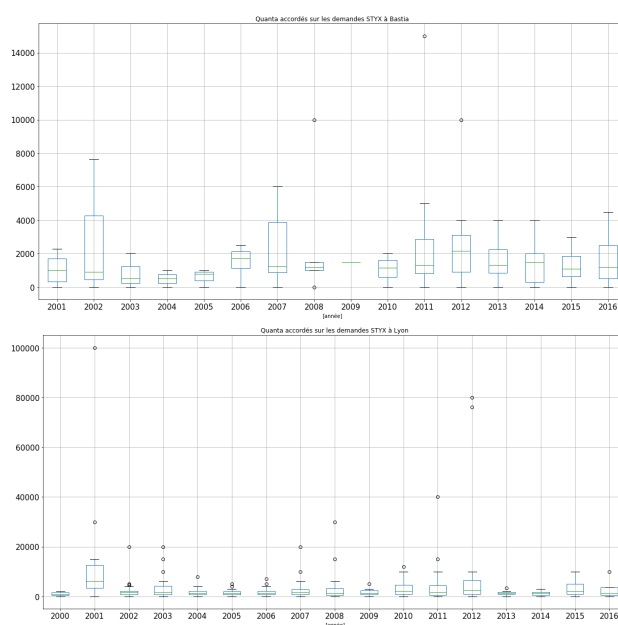 Quanta accordés sur les demandes STYX à Bastia
14000
12000
10000
8000
6000
4000
2000
0
2001 2002 2003 2004 2005 2006 2007 2008 2009 2010 2011 2012 2013 2014 2015 2016
[année]
Quanta accordés sur les demandes STYX à Lyon
100000
80000
60000
40000
20000
0
2000 2001 2002 2003 2004 2005 2006 2007 2008 2009 2010 2011 2012 2013 2014 2015 2016
[année]